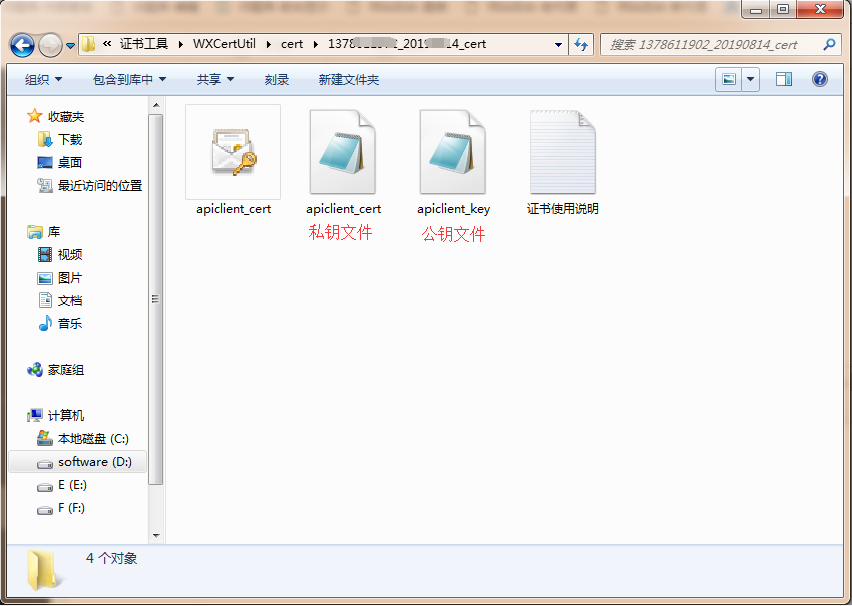 « 证书工具 ▸ WXCertUtil ▸ cert ▸ 1378 2_201 14_cert
搜索 1378611902_20190814_cert
组织 包含到库中 共享 刻录 新建文件夹
收藏夹
下载
桌面
最近访问的位置
库
视频
图片
文档
音乐
家庭组
计算机
本地磁盘 (C:)
software (D:)
E (E:)
F (F:)
apiclient_cert apiclient_cert apiclient_key 证书使用说明
私钥文件 公钥文件
4 个对象